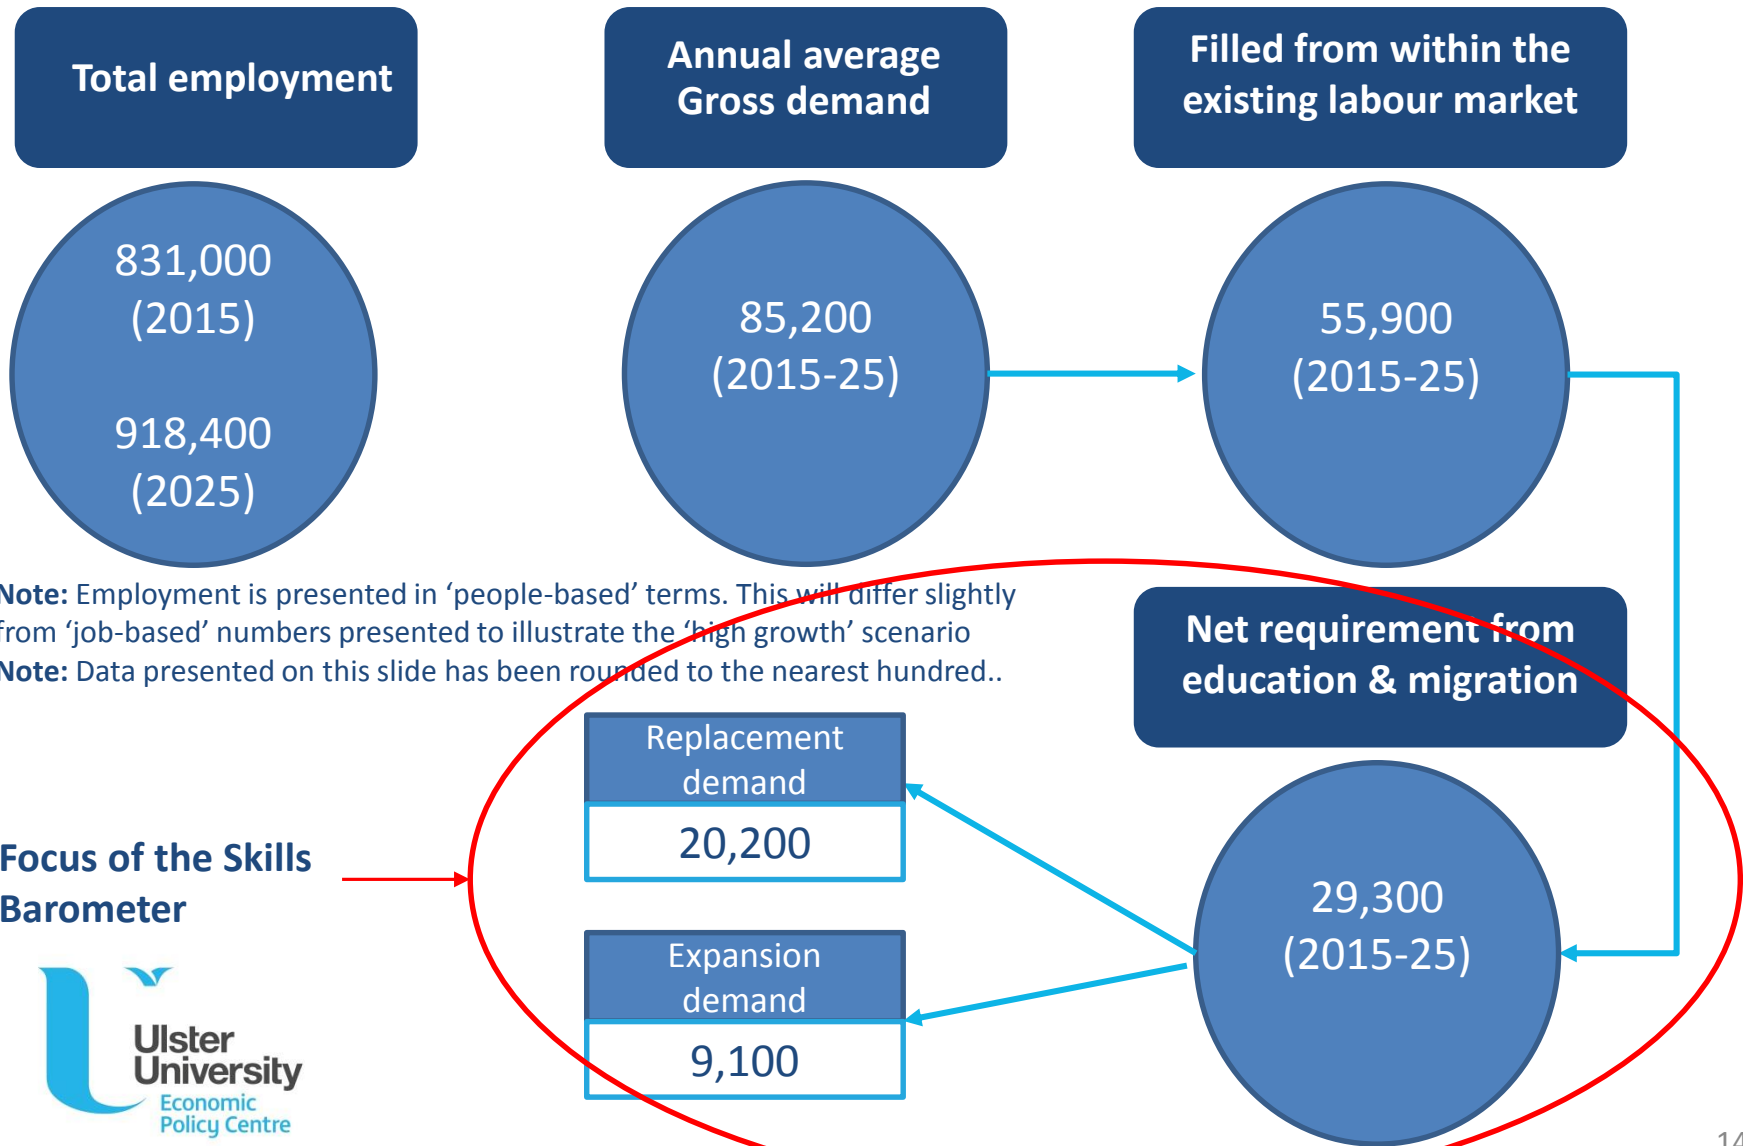 Total employment
Annual average
Gross demand
Filled from within the
existing labour market
831,000
(2015)
918,400
(2025)
85,200
(2015-25)
55,900
(2015-25)
Note: Employment is presented in ‘people-based’ terms. This will differ slightly
from ‘job-based’ numbers presented to illustrate the ‘high growth’ scenario
Note: Data presented on this slide has been rounded to the nearest hundred..
Net requirement from
education & migration
Replacement
demand
20,200
Focus of the Skills
Barometer
29,300
(2015-25)
Expansion
demand
9,100
Ulster
University
Economic
Policy Centre
14